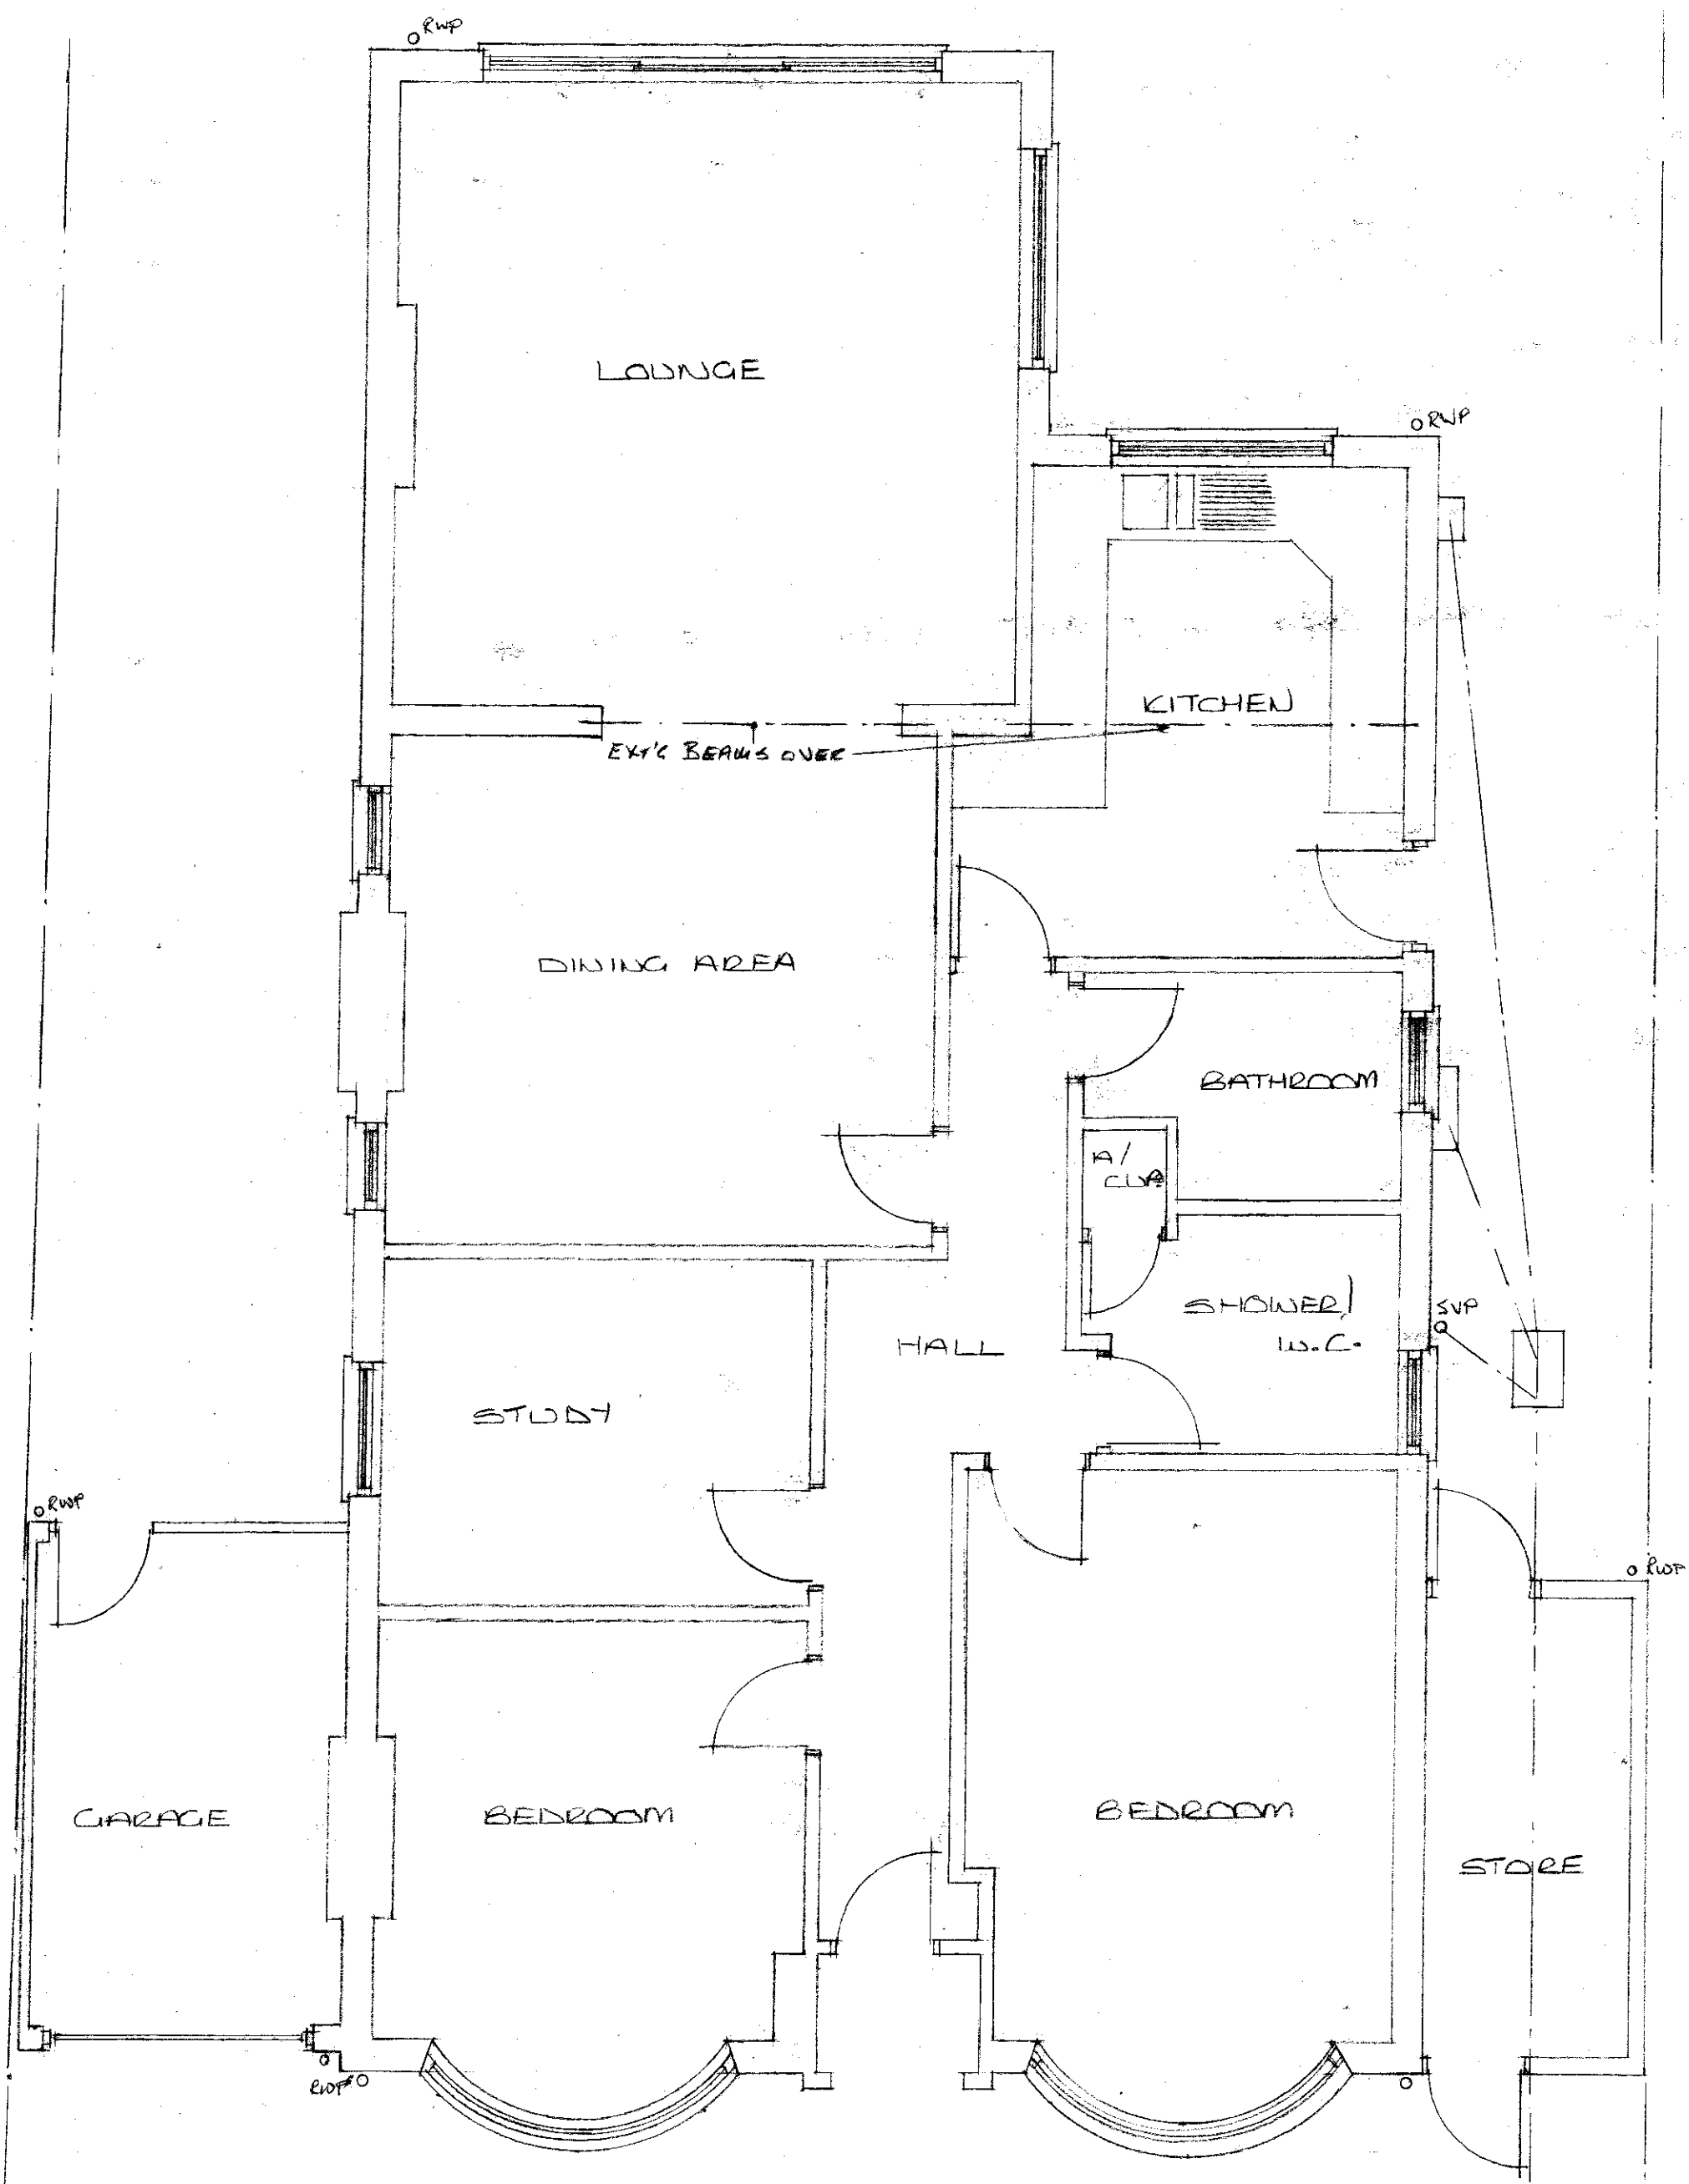 RWP
LOUNGE
RWP
KITCHEN
EXT'G BEAMS OVER
DINING AREA
BATHROOM
A/
CUP
SHOWER/
W.C.
SVP
HALL
STUDY
RWP
RWP
GARAGE
BEDROOM
BEDROOM
STORE
RWP